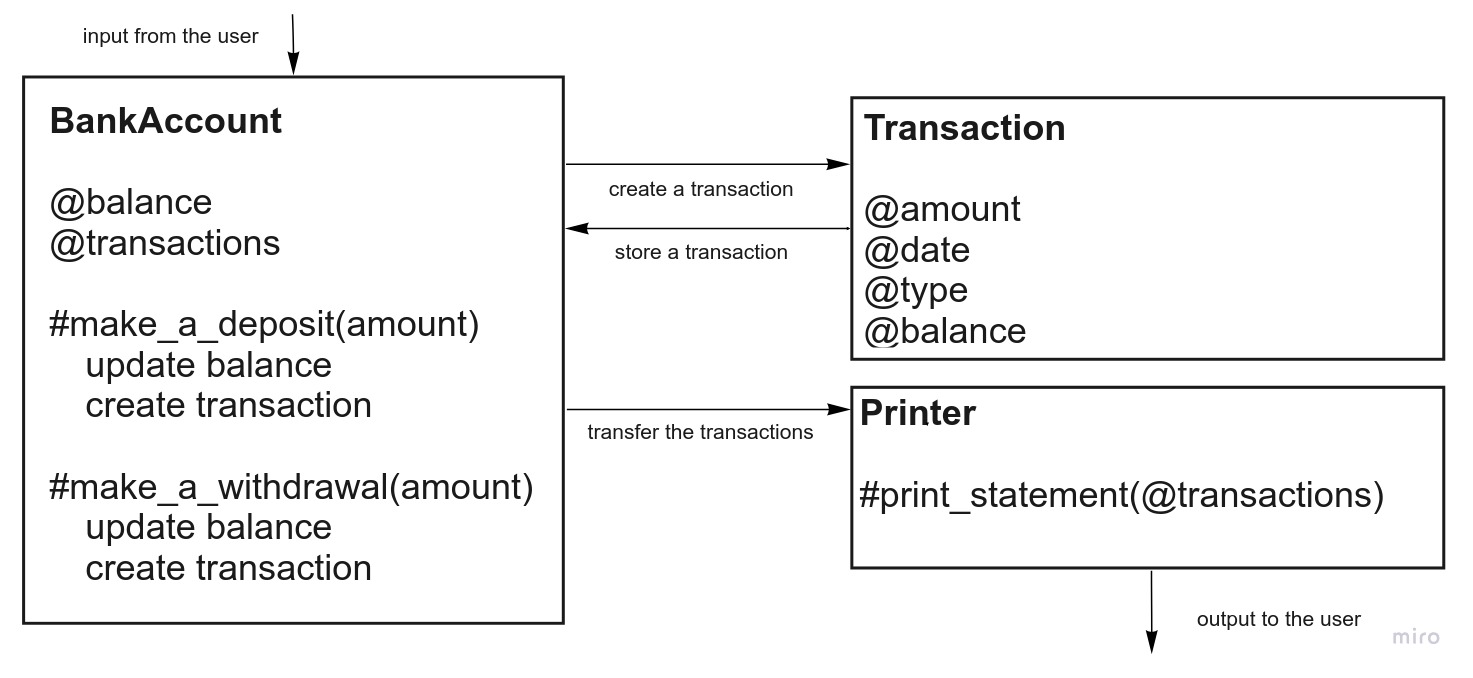 input from the user
BankAccount
@balance
@transactions
#make_a_deposit(amount)
update balance
create transaction
#make_a_withdrawal(amount)
update balance
create transaction
create a transaction
store a transaction
transfer the transactions
Transaction
@amount
@date
@type
@balance
Printer
#print_statement(@transactions)
output to the user
miro